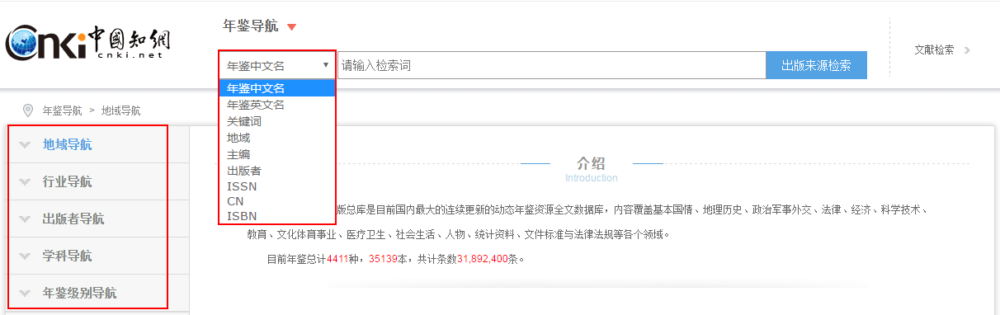 Cnki 中國知網
cnki.net
年鉴导航
年鉴中文名 请输入检索词 出版来源检索
文献检索
年鉴中文名
年鉴英文名
关键词
地域
主编
出版者
ISSN
CN
ISBN
年鉴导航 > 地域导航
地域导航
行业导航
出版者导航
学科导航
年鉴级别导航
介绍
Introduction
版总库是目前国内最大的连续更新的动态年鉴资源全文数据库，内容覆盖基本国情、地理历史、政治军事外交、法律、经济、科学技术、
教育、文化体育事业、医疗卫生、社会生活、人物、统计资料、文件标准与法律法规等各个领域。
目前年鉴总计4411种，35139本，共计条数31,892,400条。